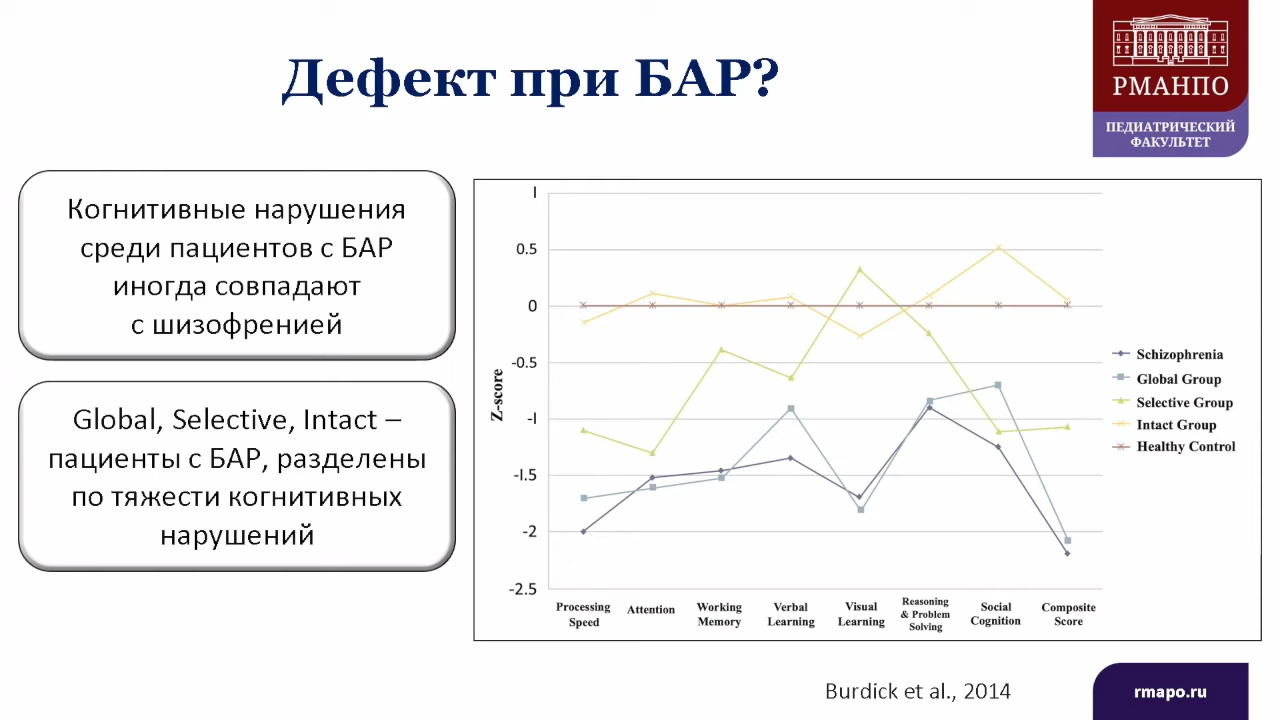 Дефект при БАР?
РМАНПО
ПЕДИАТРИЧЕСКИЙ
ФАКУЛЬТЕТ
Когнитивные нарушения
среди пациентов с БАР
иногда совпадают
с шизофренией
Global, Selective, Intact –
пациенты с БАР, разделены
по тяжести когнитивных
нарушений
Z-score
1
0.5
0
-0.5
-1
-1.5
-2
-2.5
Processing
Speed
Attention
Working
Memory
Verbal
Learning
Visual
Learning
Reasoning
& Problem
Solving
Social
Cognition
Composite
Score
Schizophrenia
Global Group
Selective Group
Intact Group
Healthy Control
Burdick et al., 2014
rmapo.ru